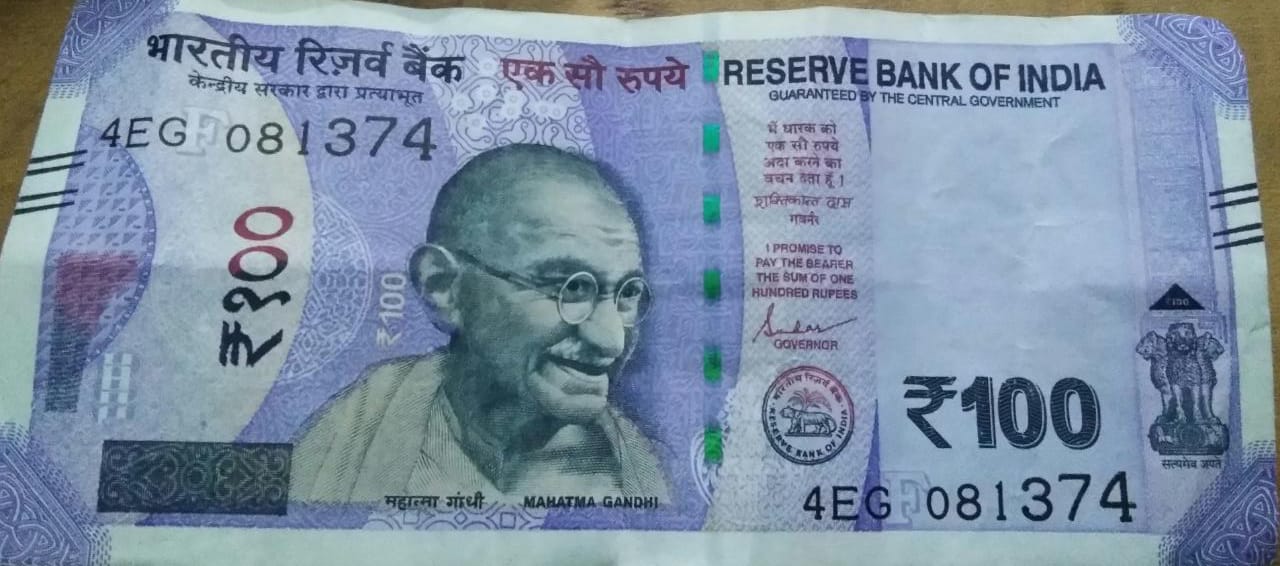 भारतीय रिज़र्व बैंक
केन्द्रीय सरकार द्वारा प्रत्याभूत
4EG 081374
एक सौ रुपये
RESERVE BANK OF INDIA
GUARANTEED BY THE CENTRAL GOVERNMENT
₹१००
₹100
मैं धारक को
एक सौ रुपये
अदा करने का
वचन देता हूँ।
शक्तिकान्त दास
गवर्नर
I PROMISE TO
PAY THE BEARER
THE SUM OF ONE
HUNDRED RUPEES
GOVERNOR
भारतीय रिज़र्व बैंक
RESERVE BANK OF INDIA
₹100
₹100
सत्यमेव जयते
महात्मा गांधी
MAHATMA GANDHI
4EG 081374